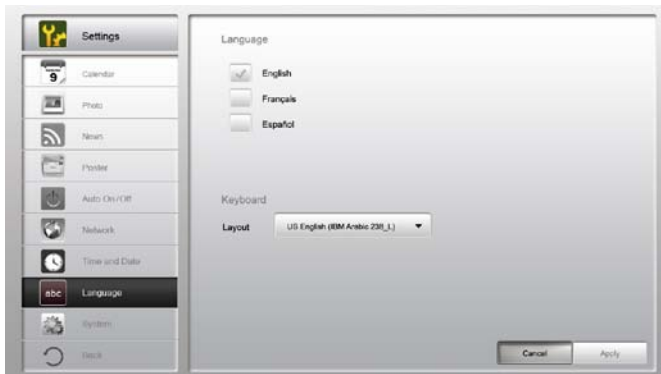 Settings
9
Calendar
Photo
News
Poster
Auto On/Off
Network
Time and Date
abc
Language
System
Back
Language
English
Français
Español
Keyboard
Layout US English (IBM Arabic 238_L)
Cancel Apply